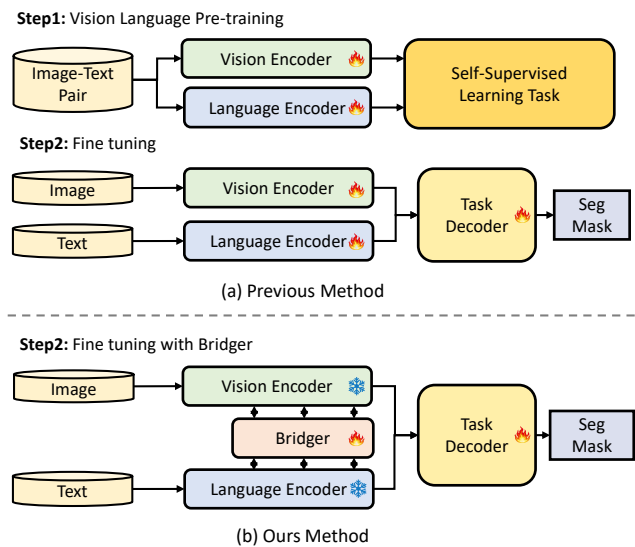 Step1: Vision Language Pre-training
Image-Text
Pair
Vision Encoder
Language Encoder
Self-Supervised
Learning Task
Step2: Fine tuning
Image
Vision Encoder
Text
Language Encoder
Task
Decoder
Seg
Mask
(a) Previous Method
Step2: Fine tuning with Bridger
Image
Vision Encoder
Bridger
Text
Language Encoder
Task
Decoder
Seg
Mask
(b) Ours Method